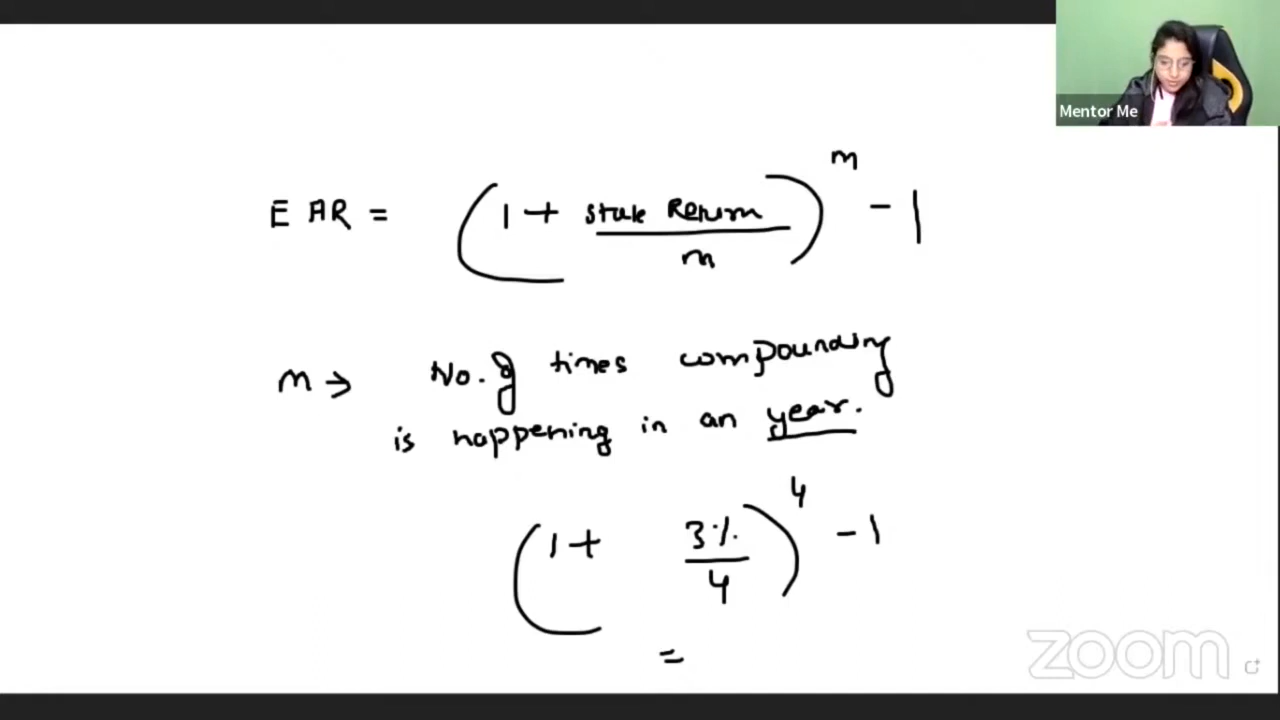 Mentor Me
EAR = (1 + State Return / m)^m - 1
m → No. of times compounding
is happening in an year.
(1 + 3% / 4)^4 - 1
=
zoom